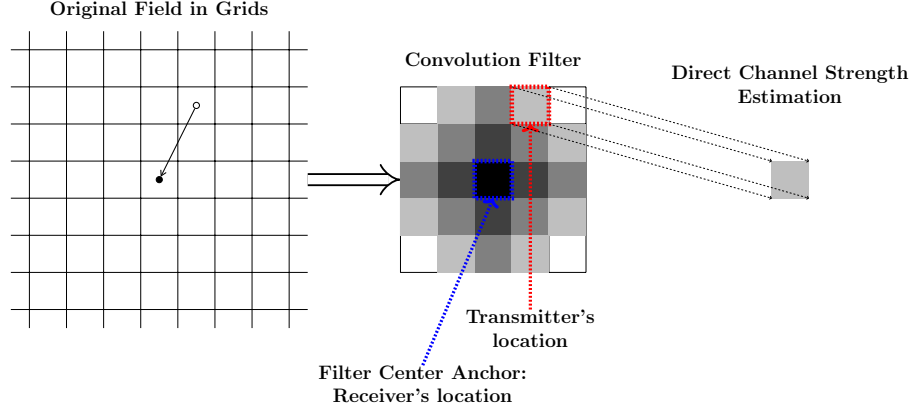 Original Field in Grids
Convolution Filter
Direct Channel Strength
Estimation
Transmitter's
location
Filter Center Anchor:
Receiver's location